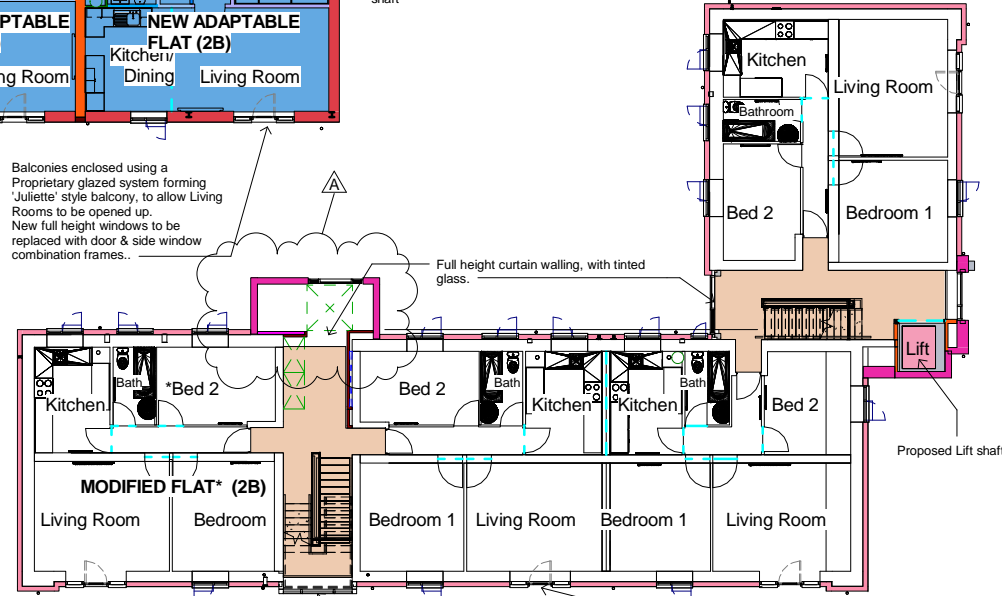 shaft
PTABLE
NEW ADAPTABLE
FLAT (2B)
Kitchen/
Dining
ng Room
Living Room
Balconies enclosed using a
Proprietary glazed system forming
'Juliette' style balcony, to allow Living
Rooms to be opened up.
New full height windows to be
replaced with door & side window
combination frames..
A
Full height curtain walling, with tinted
glass.
Kitchen
Living Room
Bathroom
Bed 2
Bedroom 1
Lift
Proposed Lift shaft
Kitchen
Bath
*Bed 2
Bed 2
Bath
Kitchen
Kitchen
Bath
Bed 2
MODIFIED FLAT* (2B)
Living Room
Bedroom
Bedroom 1
Living Room
Bedroom 1
Living Room